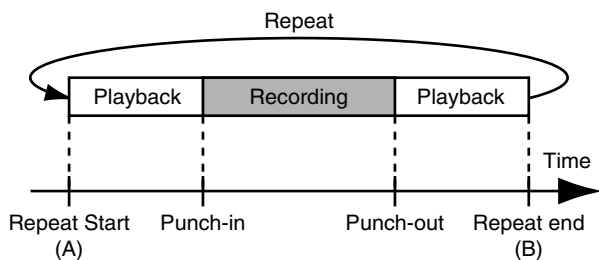 Repeat
Playback Recording Playback
Time
Repeat Start Punch-in Punch-out Repeat end
(A) (B)